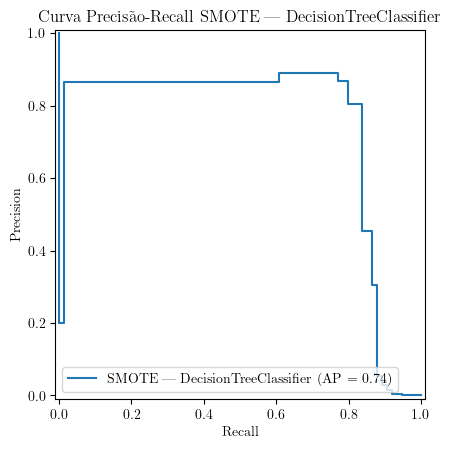 Curva Precisão-Recall SMOTE — DecisionTreeClassifier
1.0
0.8
0.6
0.4
0.2
0.0
Precision
SMOTE — DecisionTreeClassifier (AP = 0.74)
0.0 0.2 0.4 0.6 0.8 1.0
Recall